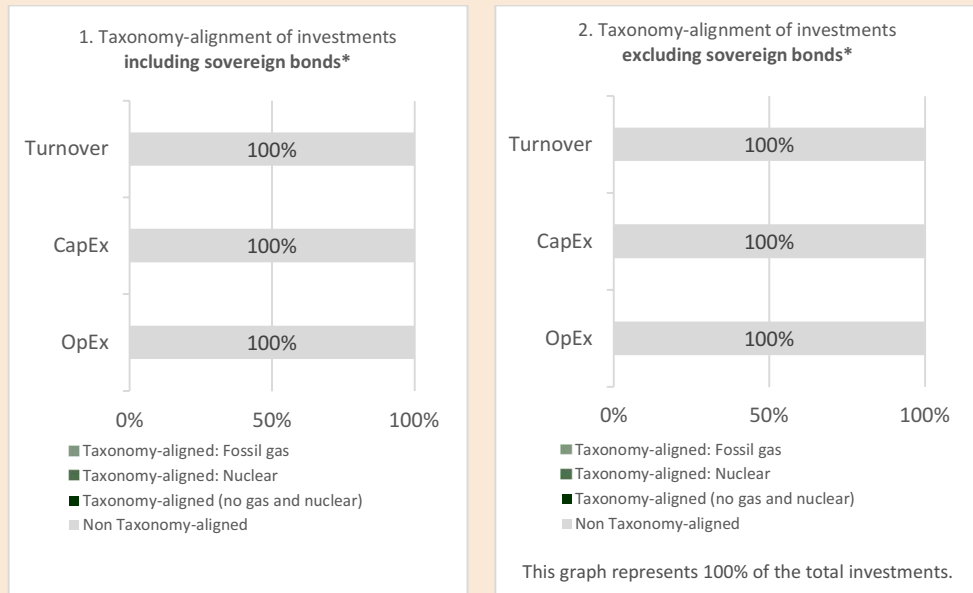 1. Taxonomy-alignment of investments
including sovereign bonds*
Turnover
100%
CapEx
100%
OpEx
100%
0%
50%
100%
Taxonomy-aligned: Fossil gas
Taxonomy-aligned: Nuclear
Taxonomy-aligned (no gas and nuclear)
Non Taxonomy-aligned
2. Taxonomy-alignment of investments
excluding sovereign bonds*
Turnover
100%
CapEx
100%
OpEx
100%
0%
50%
100%
Taxonomy-aligned: Fossil gas
Taxonomy-aligned: Nuclear
Taxonomy-aligned (no gas and nuclear)
Non Taxonomy-aligned
This graph represents 100% of the total investments.